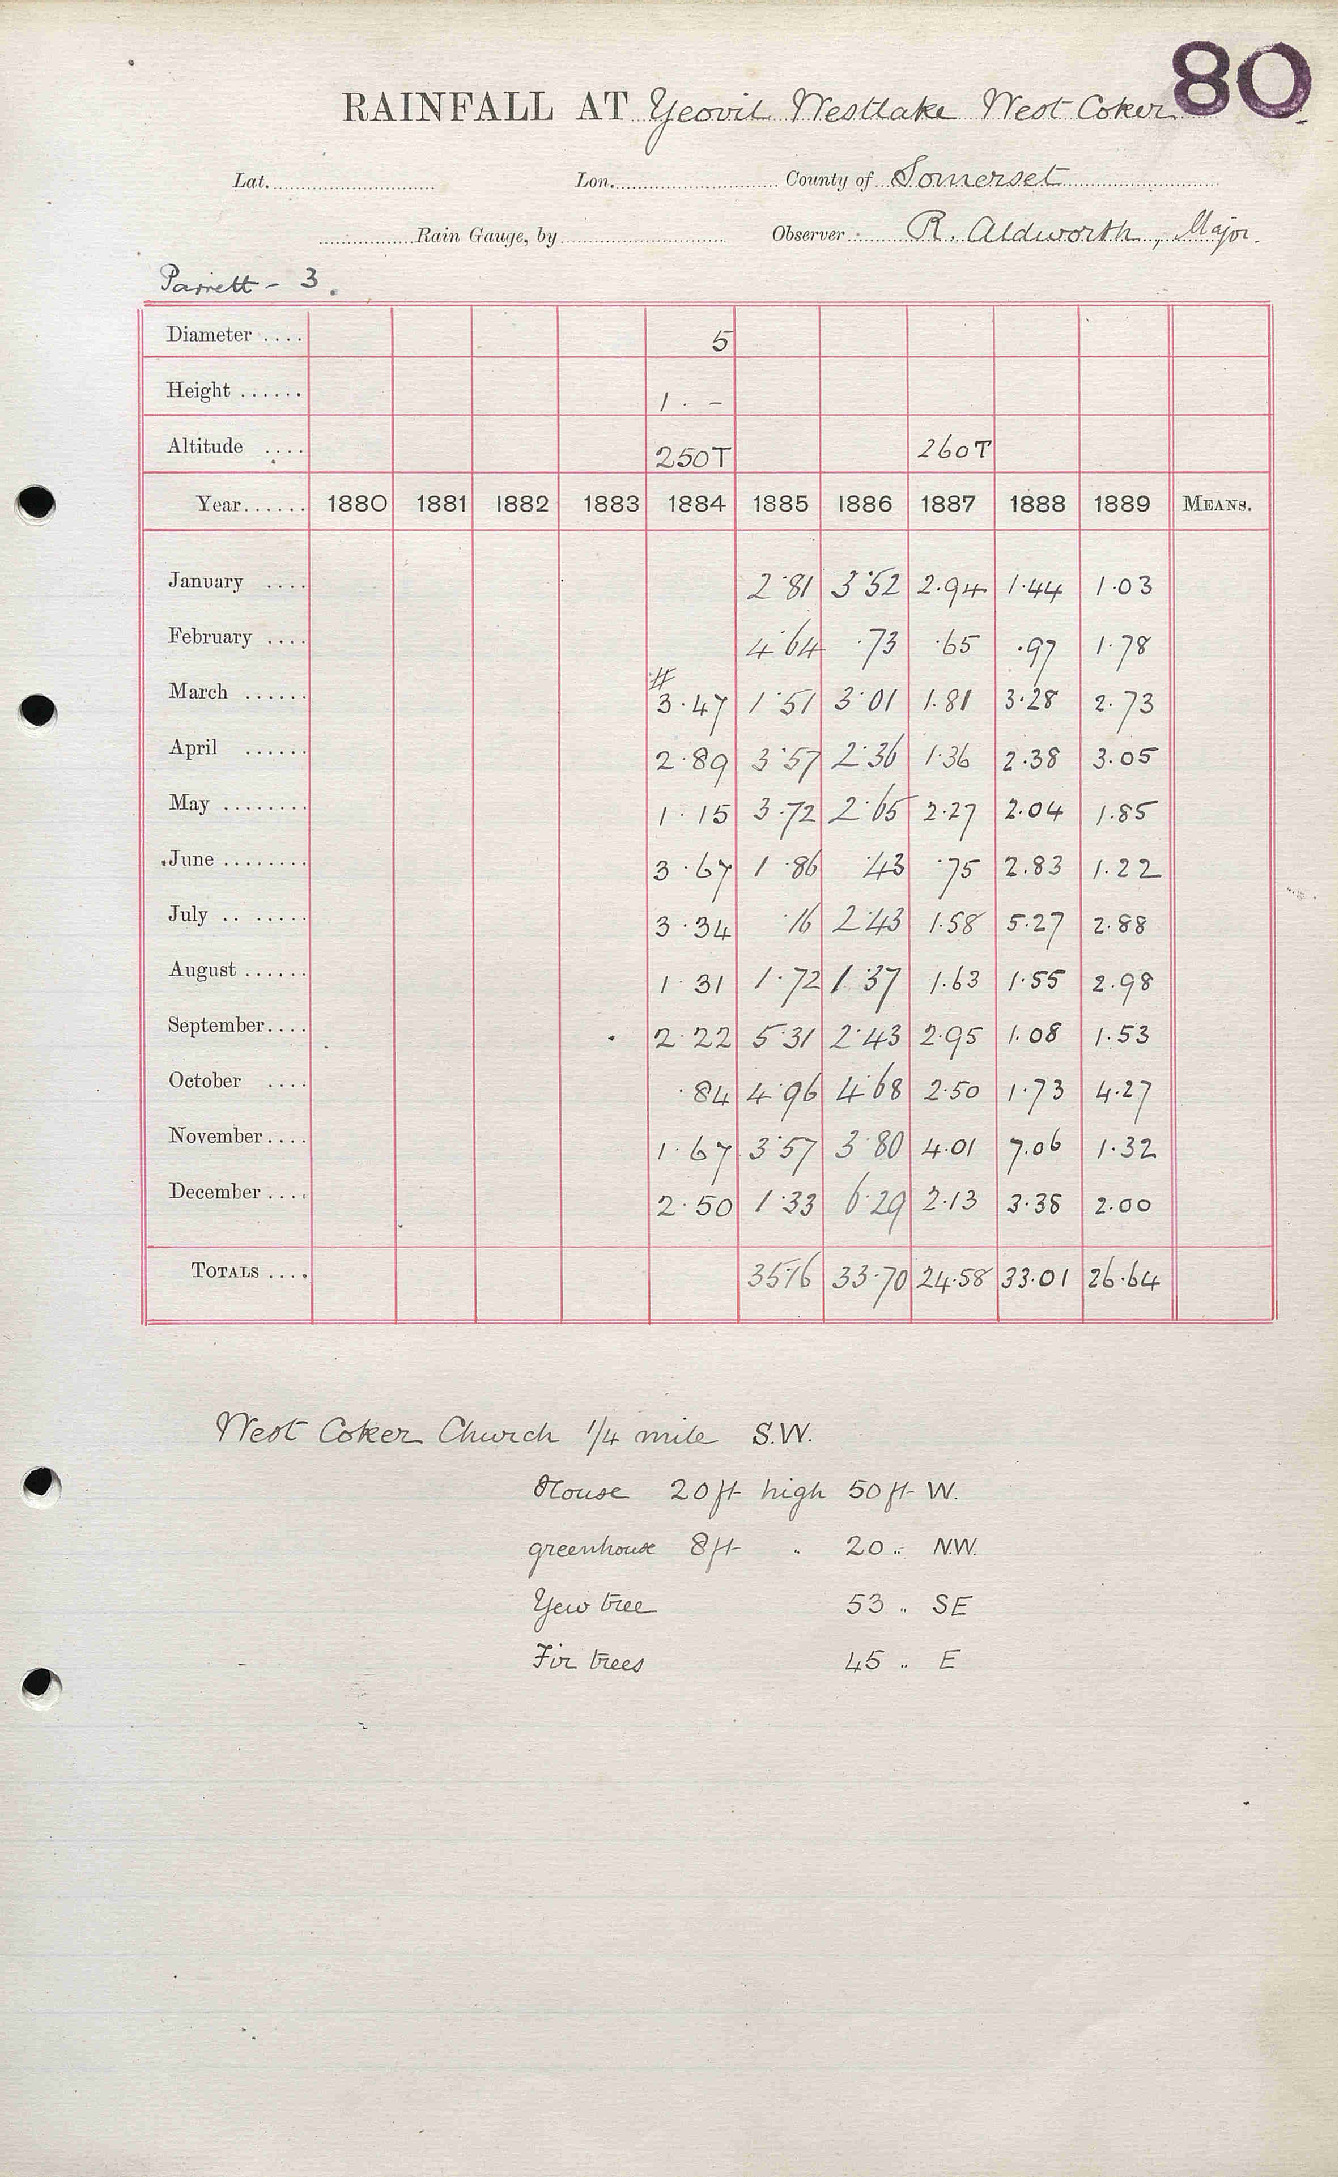 80
RAINFALL AT Yeovil Westlake West Coker
Lat. Lon. County of Somerset
Rain Gauge, by Observer R. Aldworth, Major.
Parrett - 3.
Diameter .... 5
Height ...... 1 . -
Altitude .... 250T 260T
Year...... 1880 1881 1882 1883 1884 1885 1886 1887 1888 1889 MEANS.
January .... 2.81 3.52 2.94 1.44 1.03
February .... 4.64 .73 .65 .97 1.78
#
March ...... 3.47 1.51 3.01 1.81 3.28 2.73
April ...... 2.89 3.57 2.36 1.36 2.38 3.05
May ........ 1.15 3.72 2.65 2.27 2.04 1.85
June ........ 3.67 1.86 .43 .75 2.83 1.22
July .. ..... 3.34 .16 2.43 1.58 5.27 2.88
August ...... 1.31 1.72 1.37 1.63 1.55 2.98
September.... 2.22 5.31 2.43 2.95 1.08 1.53
October .... .84 4.96 4.68 2.50 1.73 4.27
November.... 1.67 3.57 3.80 4.01 7.06 1.32
December .... 2.50 1.33 6.29 2.13 3.38 2.00
TOTALS .... 35.16 33.70 24.58 33.01 26.64
West Coker Church 1/4 mile S.W.
House 20 ft high 50 ft W.
greenhouse 8 ft " 20 " N.W.
Yew tree 53 " SE
Fir trees 45 " E